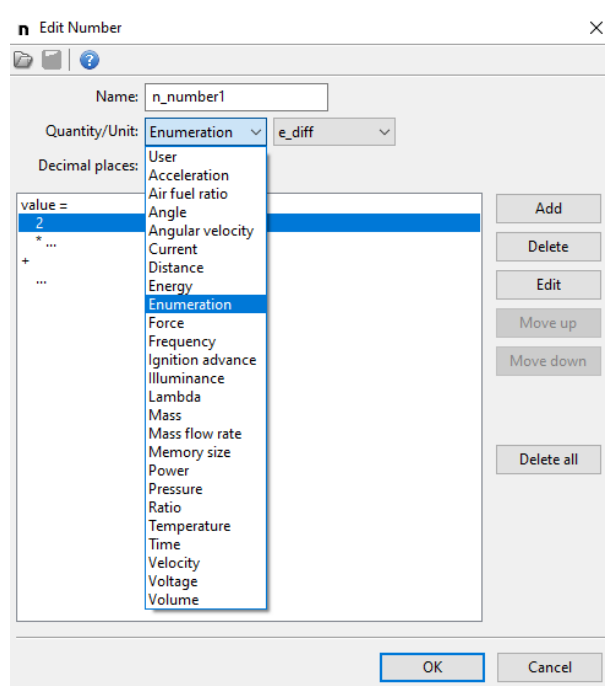 n Edit Number
Name: n_number1
Quantity/Unit: Enumeration e_diff
Decimal places:
User
Acceleration
Air fuel ratio
Angle
Angular velocity
Current
Distance
Energy
Enumeration
Force
Frequency
Ignition advance
Illuminance
Lambda
Mass
Mass flow rate
Memory size
Power
Pressure
Ratio
Temperature
Time
Velocity
Voltage
Volume
value =
2
* ...
+
...
Add
Delete
Edit
Move up
Move down
Delete all
OK
Cancel